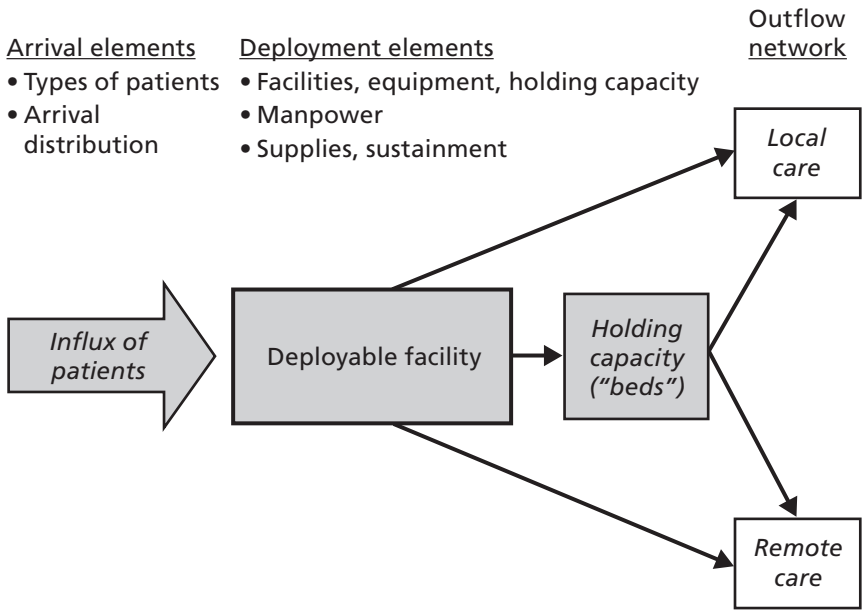 Arrival elements
• Types of patients
• Arrival
distribution
Deployment elements
• Facilities, equipment, holding capacity
• Manpower
• Supplies, sustainment
Outflow
network
Influx of
patients
Deployable facility
Holding
capacity
(“beds”)
Local
care
Remote
care